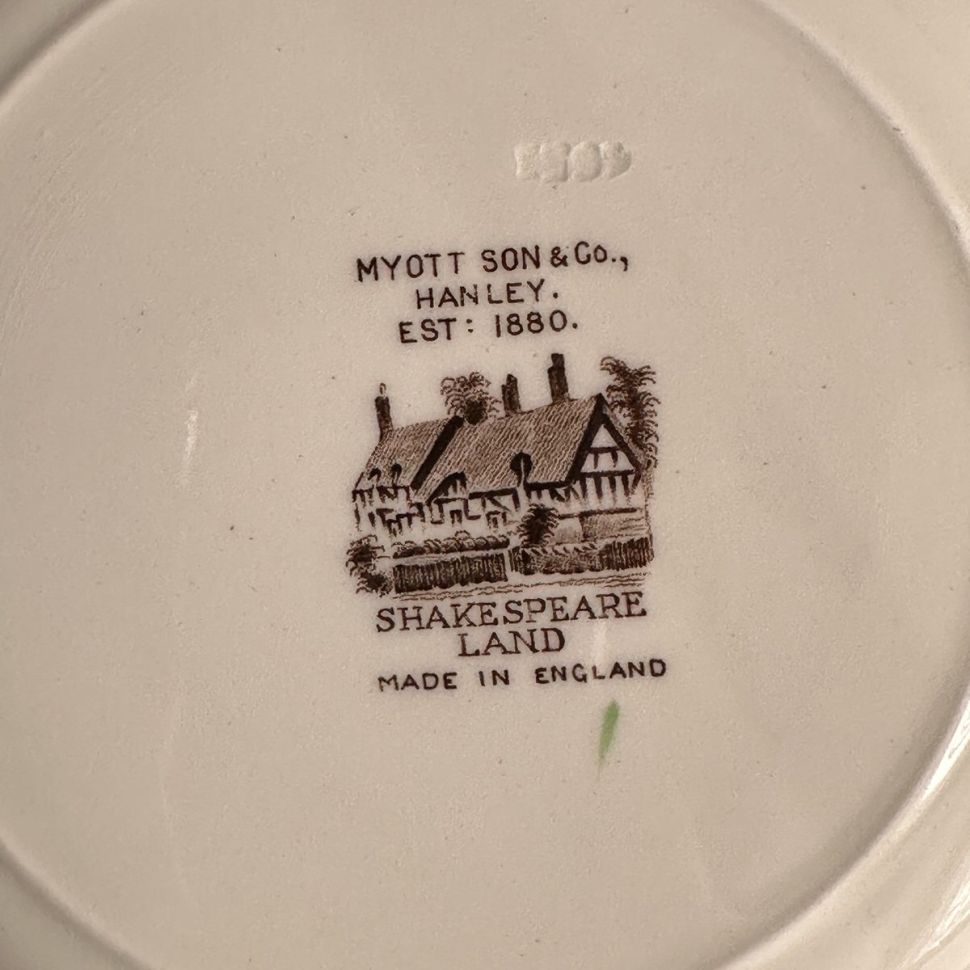 MYOTT SON & Co.,
HANLEY.
EST: 1880.
SHAKESPEARE
LAND
MADE IN ENGLAND